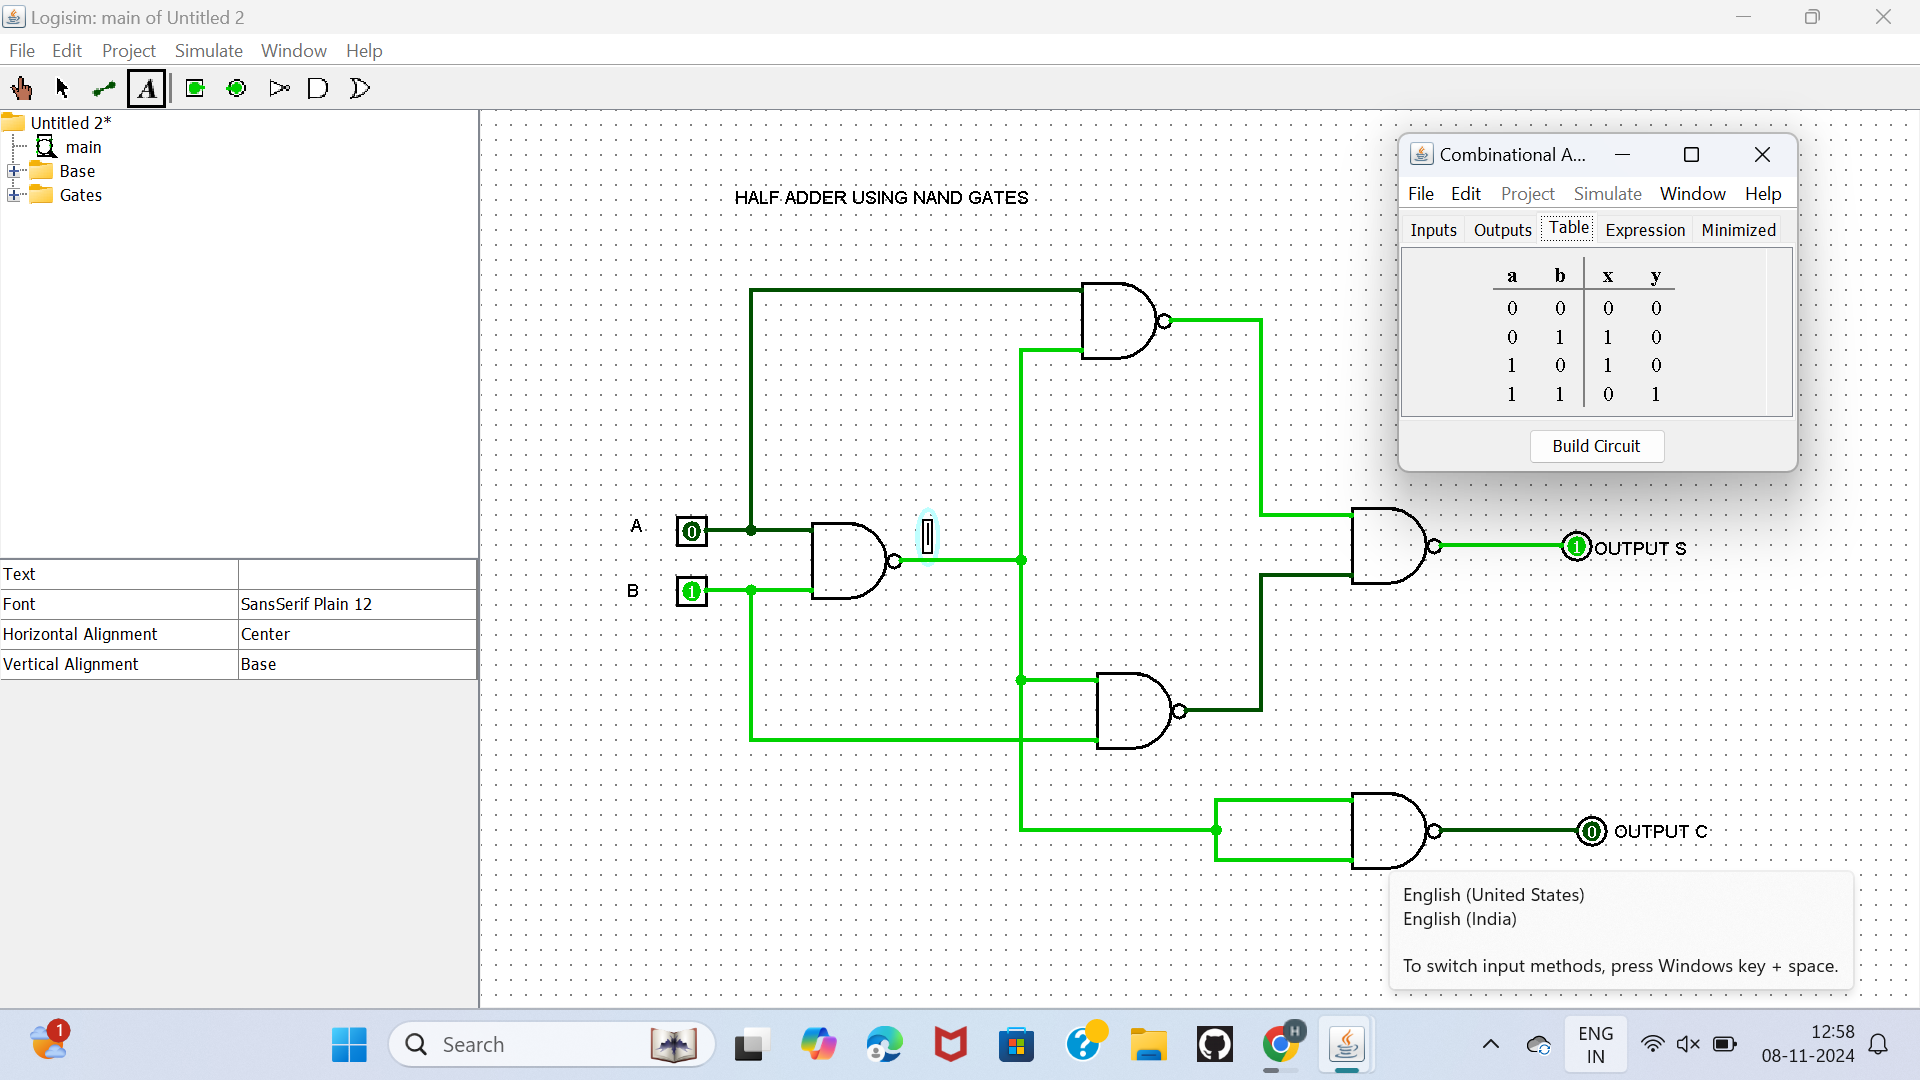 Logisim: main of Untitled 2
File Edit Project Simulate Window Help
A
Untitled 2*
main
Base
Gates
Text
Font SansSerif Plain 12
Horizontal Alignment Center
Vertical Alignment Base
HALF ADDER USING NAND GATES
A 0
B 1
1 OUTPUT S
0 OUTPUT C
Combinational A...
File Edit Project Simulate Window Help
Inputs Outputs Table Expression Minimized
a b x y
0 0 0 0
0 1 1 0
1 0 1 0
1 1 0 1
Build Circuit
English (United States)
English (India)
To switch input methods, press Windows key + space.
1
Search
H
ENG
IN
12:58
08-11-2024